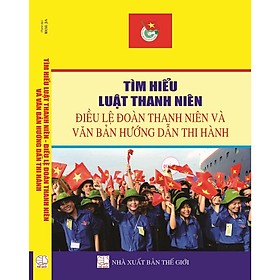 TÌM HIỂU
LUẬT THANH NIÊN
ĐIỀU LỆ ĐOÀN THANH NIÊN VÀ
VĂN BẢN HƯỚNG DẪN THI HÀNH
NHÀ XUẤT BẢN THẾ GIỚI
TÌM HIỂU LUẬT THANH NIÊN - ĐIỀU LỆ ĐOÀN THANH NIÊN
VÀ VĂN BẢN HƯỚNG DẪN THI HÀNH